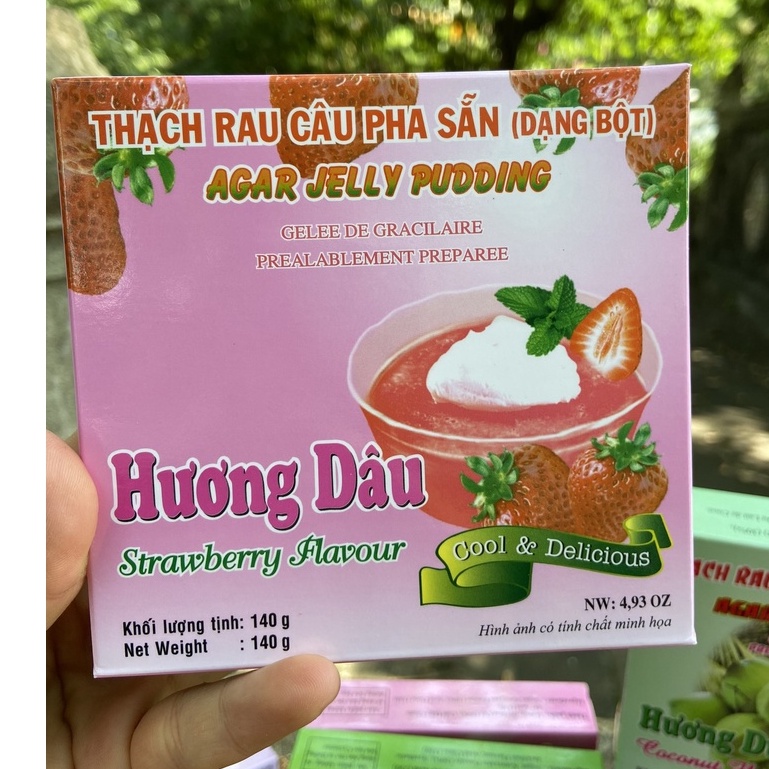 THẠCH RAU CÂU PHA SẴN (DẠNG BỘT)
AGAR JELLY PUDDING
GELEE DE GRACILAIRE
PREALABLEMENT PREPAREE
Hương Dâu
Strawberry Flavour
Cool & Delicious
Khối lượng tịnh: 140 g
Net Weight : 140 g
NW: 4,93 OZ
Hình ảnh có tính chất minh họa
Hương
Coconut